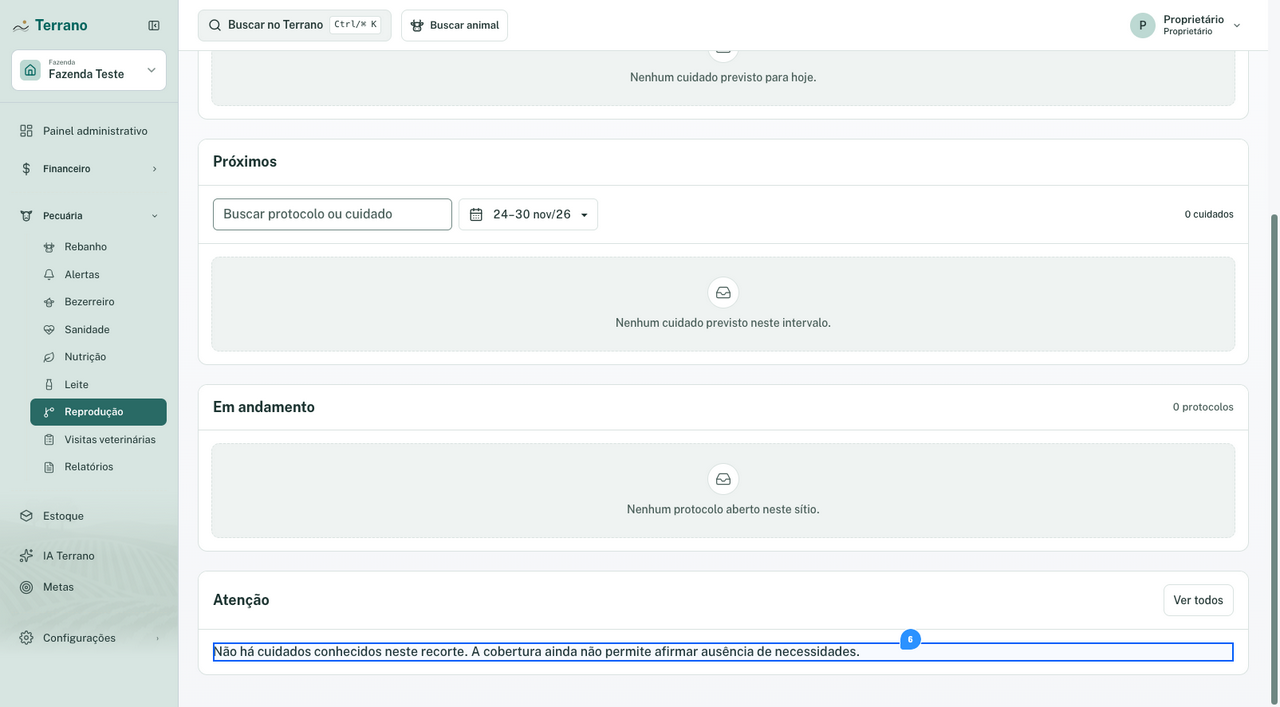 Terrano
Buscar no Terrano Ctrl/⌘ K
Buscar animal
P
Proprietário
Proprietário
Fazenda
Fazenda Teste
Painel administrativo
Financeiro
Pecuária
Rebanho
Alertas
Bezerreiro
Sanidade
Nutrição
Leite
Reprodução
Visitas veterinárias
Relatórios
Estoque
IA Terrano
Metas
Configurações
Nenhum cuidado previsto para hoje.
Próximos
Buscar protocolo ou cuidado
24–30 nov/26
0 cuidados
Nenhum cuidado previsto neste intervalo.
Em andamento
0 protocolos
Nenhum protocolo aberto neste sítio.
Atenção
Ver todos
6
Não há cuidados conhecidos neste recorte. A cobertura ainda não permite afirmar ausência de necessidades.